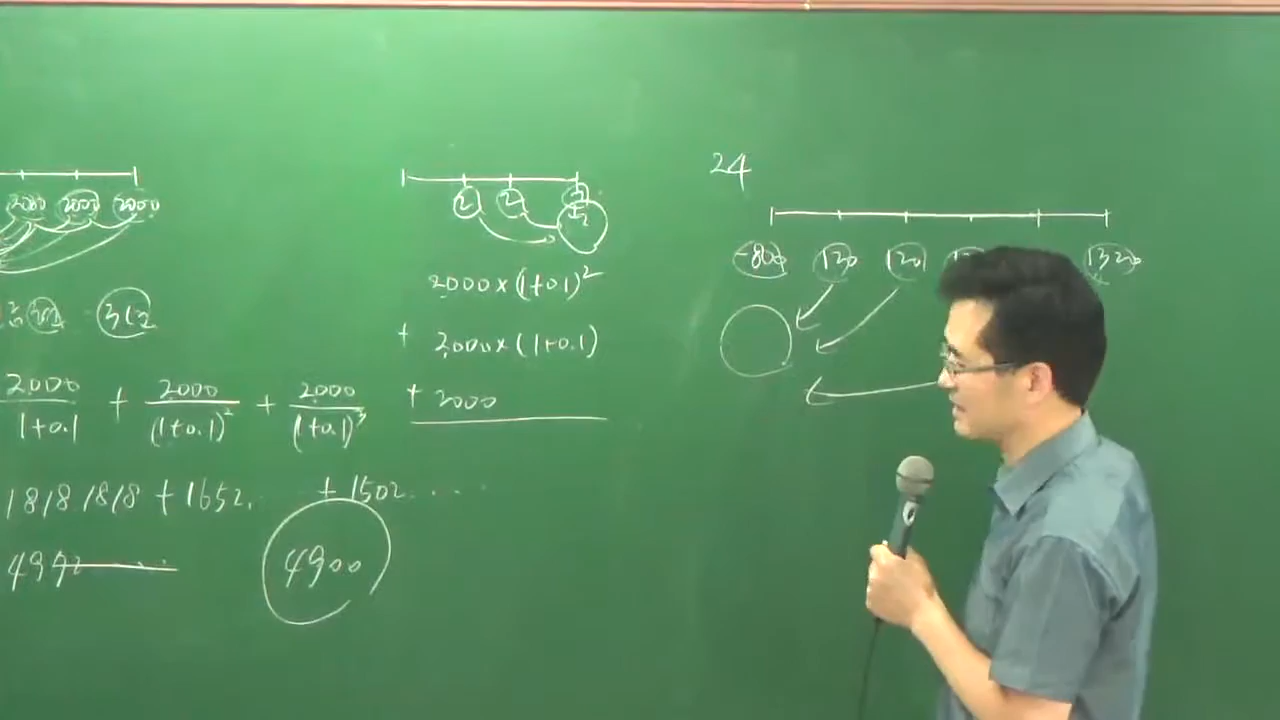 2000 2000 2000
312
2000/(1+0.1) + 2000/(1+0.1)² + 2000/(1+0.1)³
1818.1818 + 1652.. + 1502....
4900
2 2
2000 × (1+0.1)²
+ 2000 × (1+0.1)
+ 2000
24
-800 120 120 1320